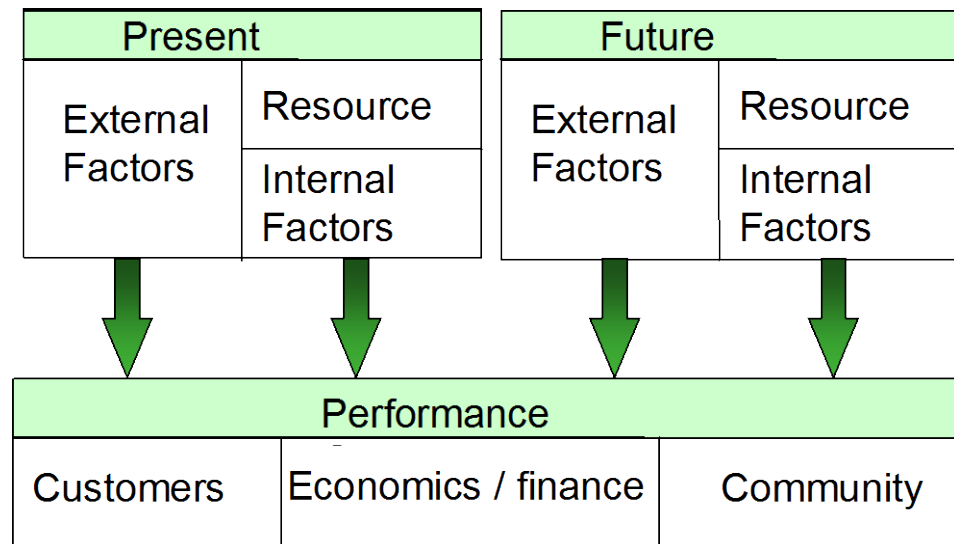 Present
External
Factors
Resource
Internal
Factors
Future
External
Factors
Resource
Internal
Factors
Performance
Customers
Economics / finance
Community